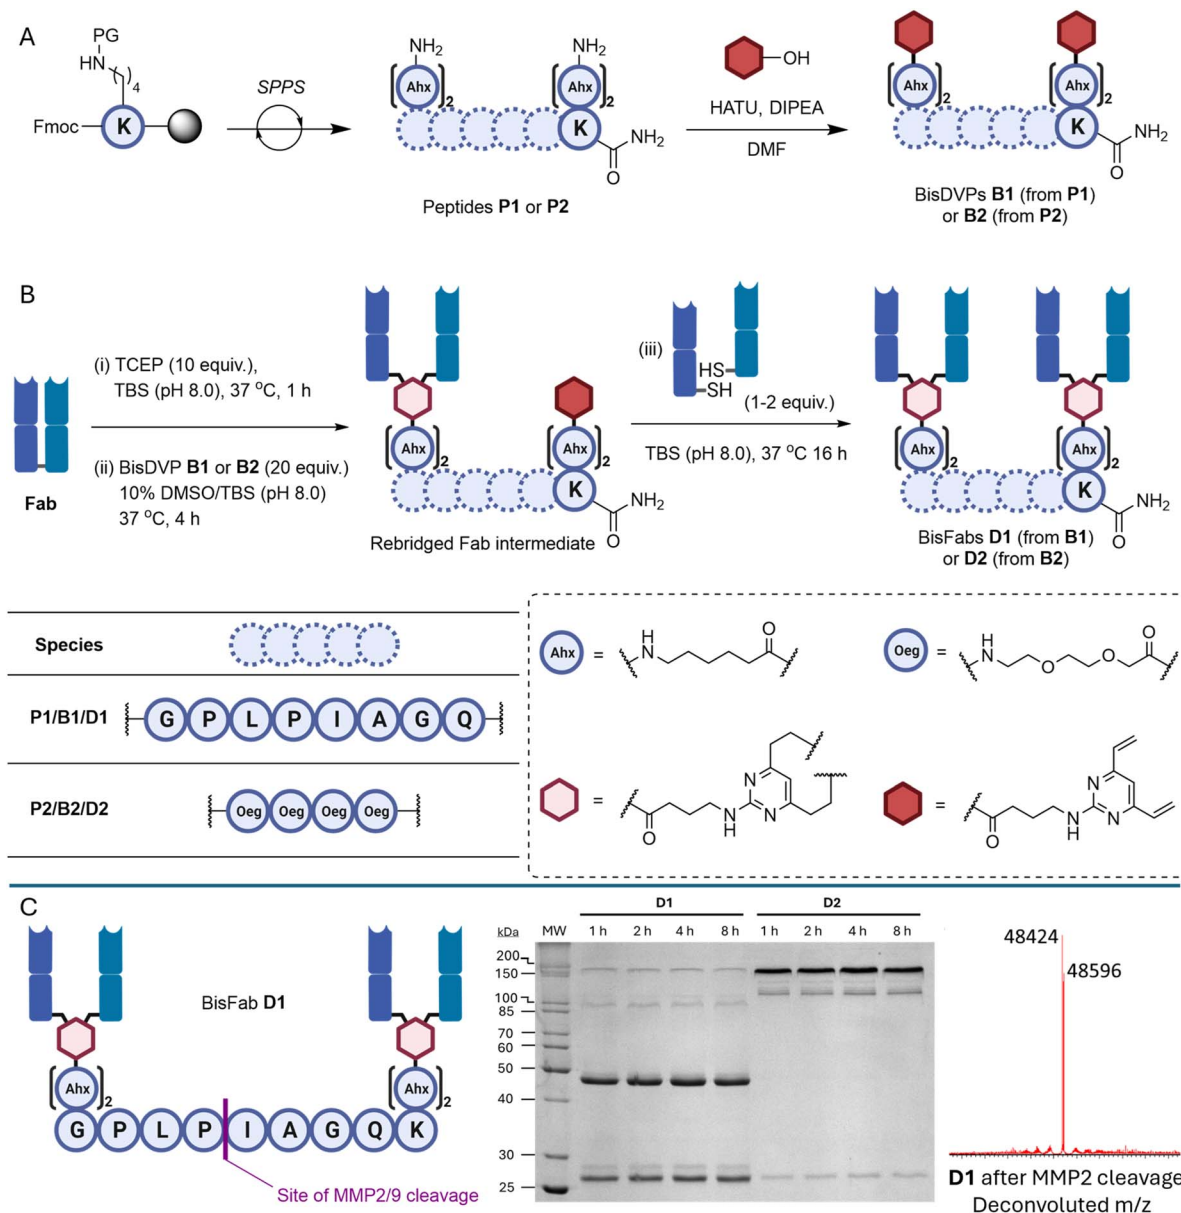 A
PG
HN
4
Fmoc
K
SPPS
NH2
Ahx
2
NH2
Ahx
2
K
NH2
O
Peptides P1 or P2
OH
HATU, DIPEA
DMF
Ahx
2
Ahx
2
K
NH2
O
BisDVPs B1 (from P1)
or B2 (from P2)
B
Fab
(i) TCEP (10 equiv.),
TBS (pH 8.0), 37 °C, 1 h
(ii) BisDVP B1 or B2 (20 equiv.)
10% DMSO/TBS (pH 8.0)
37 °C, 4 h
Ahx
2
Ahx
2
K
NH2
O
Rebridged Fab intermediate
(iii)
HS
SH
(1-2 equiv.)
TBS (pH 8.0), 37 °C 16 h
Ahx
2
Ahx
2
K
NH2
O
BisFabs D1 (from B1)
or D2 (from B2)
Species
P1/B1/D1
G P L P I A G Q
P2/B2/D2
Oeg Oeg Oeg Oeg
Ahx =
H
N
O
Oeg =
H
N
O
O
O
=
O
N
H
N
N
=
O
N
H
N
N
C
BisFab D1
Ahx
2
Ahx
2
G P L P I A G Q K
Site of MMP2/9 cleavage
D1 D2
kDa MW 1 h 2 h 4 h 8 h 1 h 2 h 4 h 8 h
200
150
100
85
70
60
50
40
30
25
48424
48596
D1 after MMP2 cleavage
Deconvoluted m/z